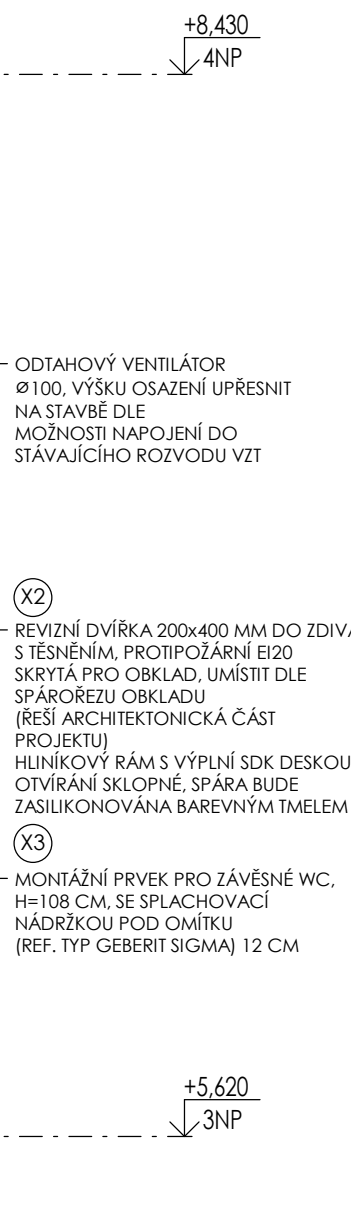 +8,430
4NP
ODTAHOVÝ VENTILÁTOR
Ø100, VÝŠKU OSAZENÍ UPŘESNIT
NA STAVBĚ DLE
MOŽNOSTI NAPOJENÍ DO
STÁVAJÍCÍHO ROZVODU VZT
X2
REVIZNÍ DVÍŘKA 200x400 MM DO ZDIVA
S TĚSNĚNÍM, PROTIPOŽÁRNÍ EI20
SKRYTÁ PRO OBKLAD, UMÍSTIT DLE
SPÁROŘEZU OBKLADU
(ŘEŠÍ ARCHITEKTONICKÁ ČÁST
PROJEKTU)
HLINÍKOVÝ RÁM S VÝPLNÍ SDK DESKOU
OTVÍRÁNÍ SKLOPNÉ, SPÁRA BUDE
ZASILIKONOVÁNA BAREVNÝM TMELEM
X3
MONTÁŽNÍ PRVEK PRO ZÁVĚSNÉ WC,
H=108 CM, SE SPLACHOVACÍ
NÁDRŽKOU POD OMÍTKU
(REF. TYP GEBERIT SIGMA) 12 CM
+5,620
3NP